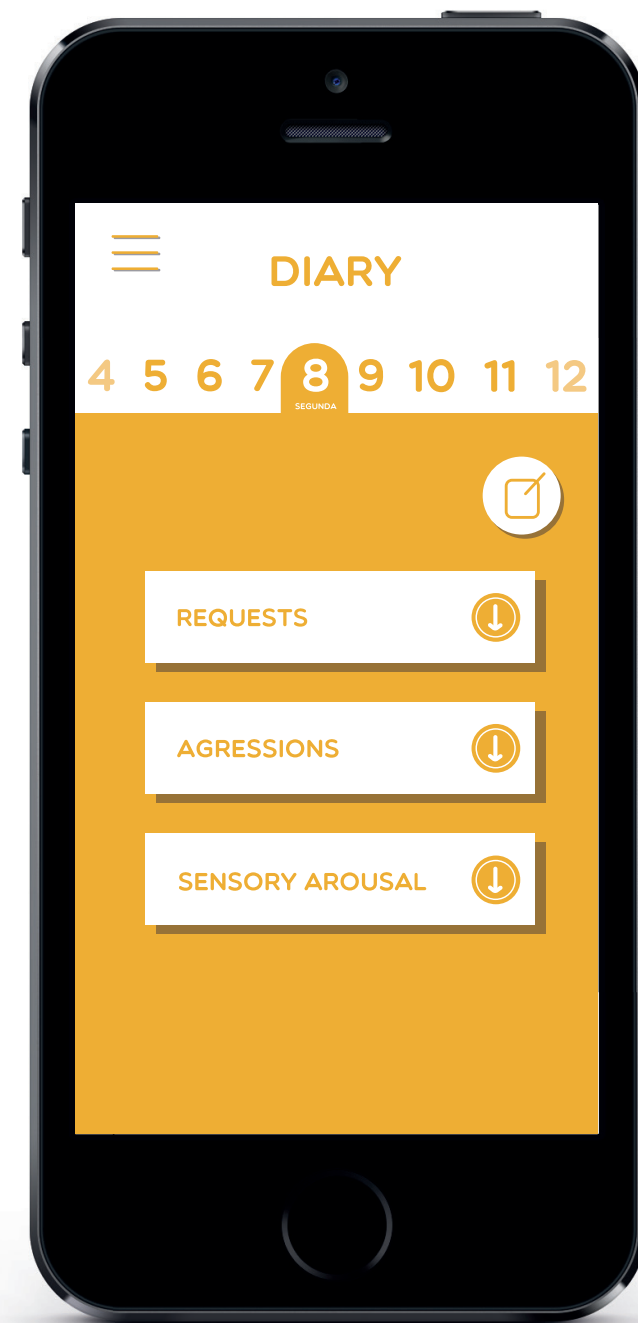 DIARY
4 5 6 7 8 9 10 11 12
SEGUNDA
REQUESTS
AGRESSIONS
SENSORY AROUSAL